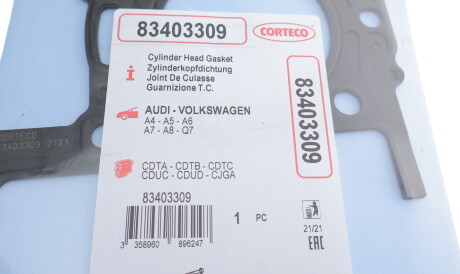 83403309
CORTECO
Cylinder Head Gasket
Zylinderkopfdichtung
Joint De Culasse
Guarnizione T.C.
AUDI - VOLKSWAGEN
A4 - A5 - A6
A7 - A8 - Q7
83403309
CORTECO
83403309 2121
CDTA - CDTB - CDTC
CDUC - CDUD - CJGA
83403309
1 PC
21/21
EAC
3 358960 896247